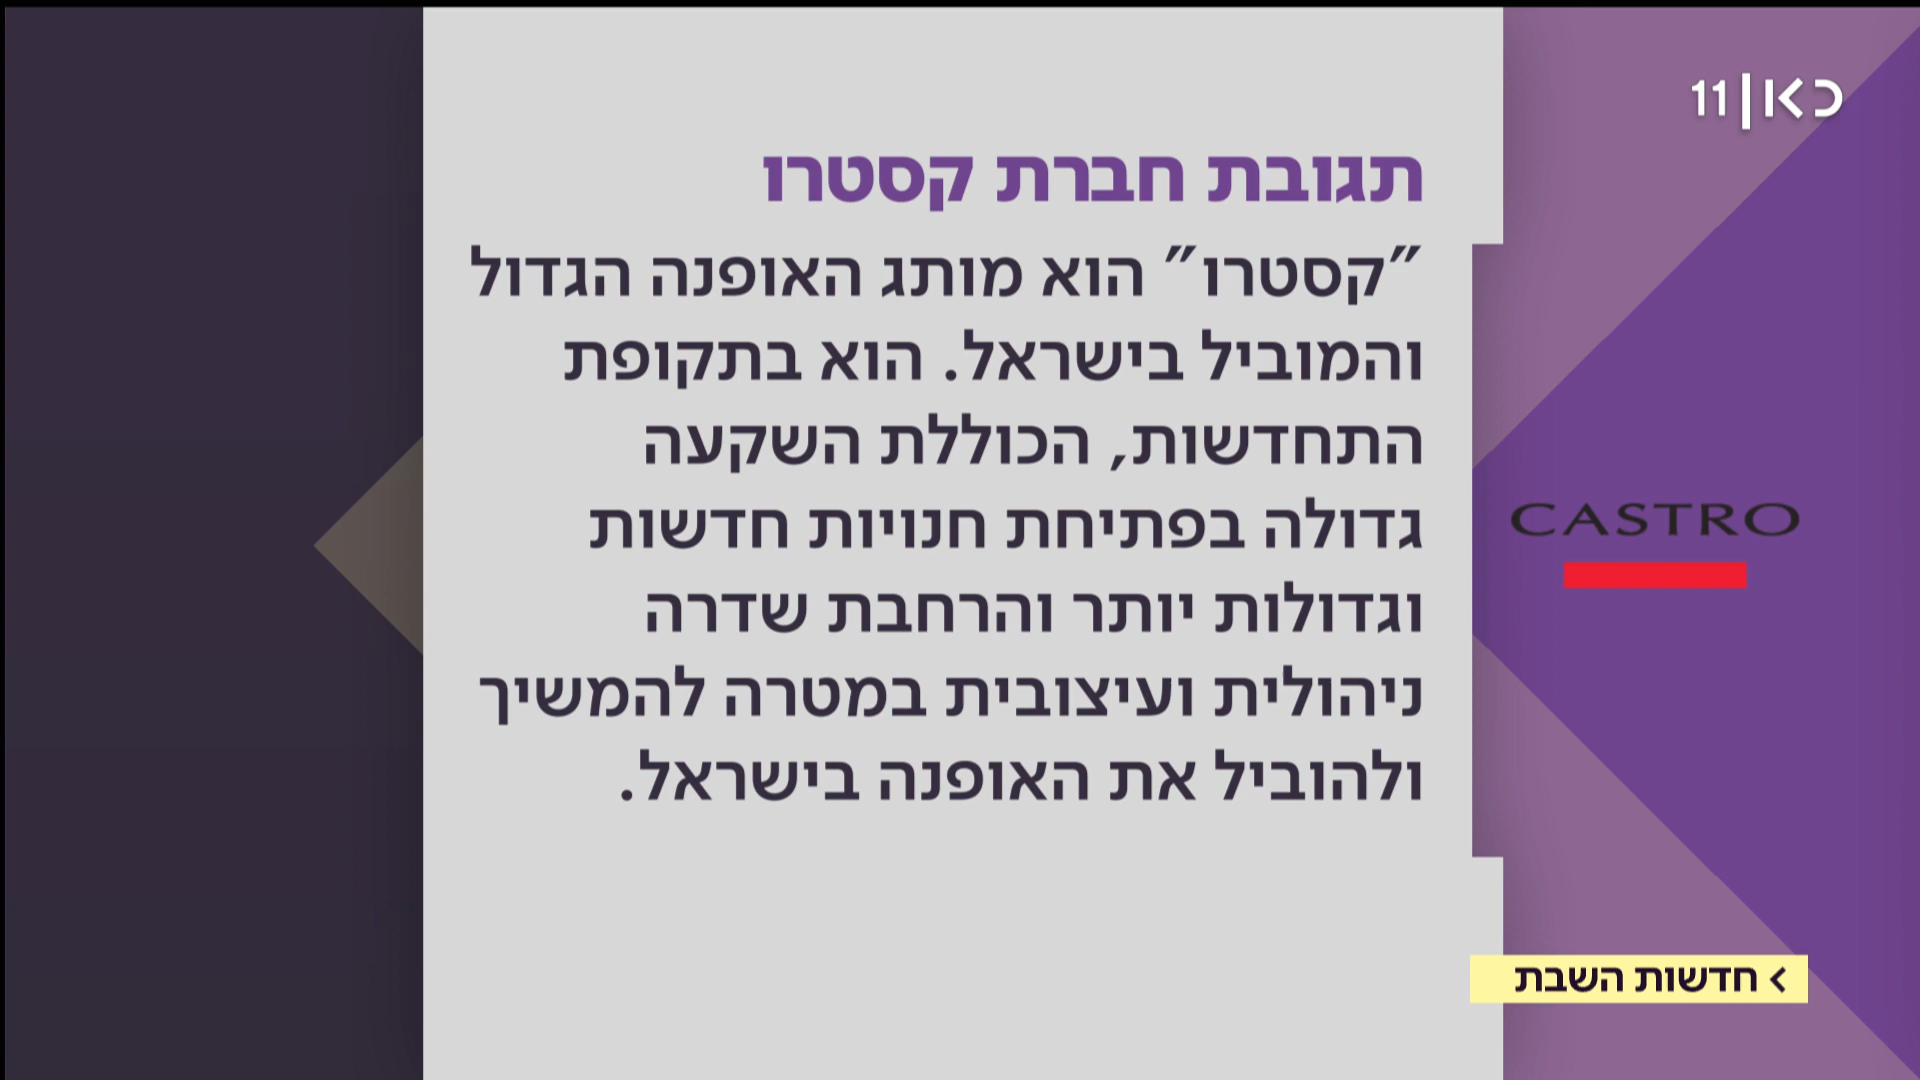 כאן 11
תגובת חברת קסטרו
"קסטרו" הוא מותג האופנה הגדול
והמוביל בישראל. הוא בתקופת
התחדשות, הכוללת השקעה
גדולה בפתיחת חנויות חדשות
וגדולות יותר והרחבת שדרה
ניהולית ועיצובית במטרה להמשיך
ולהוביל את האופנה בישראל.
CASTRO
חדשות השבת